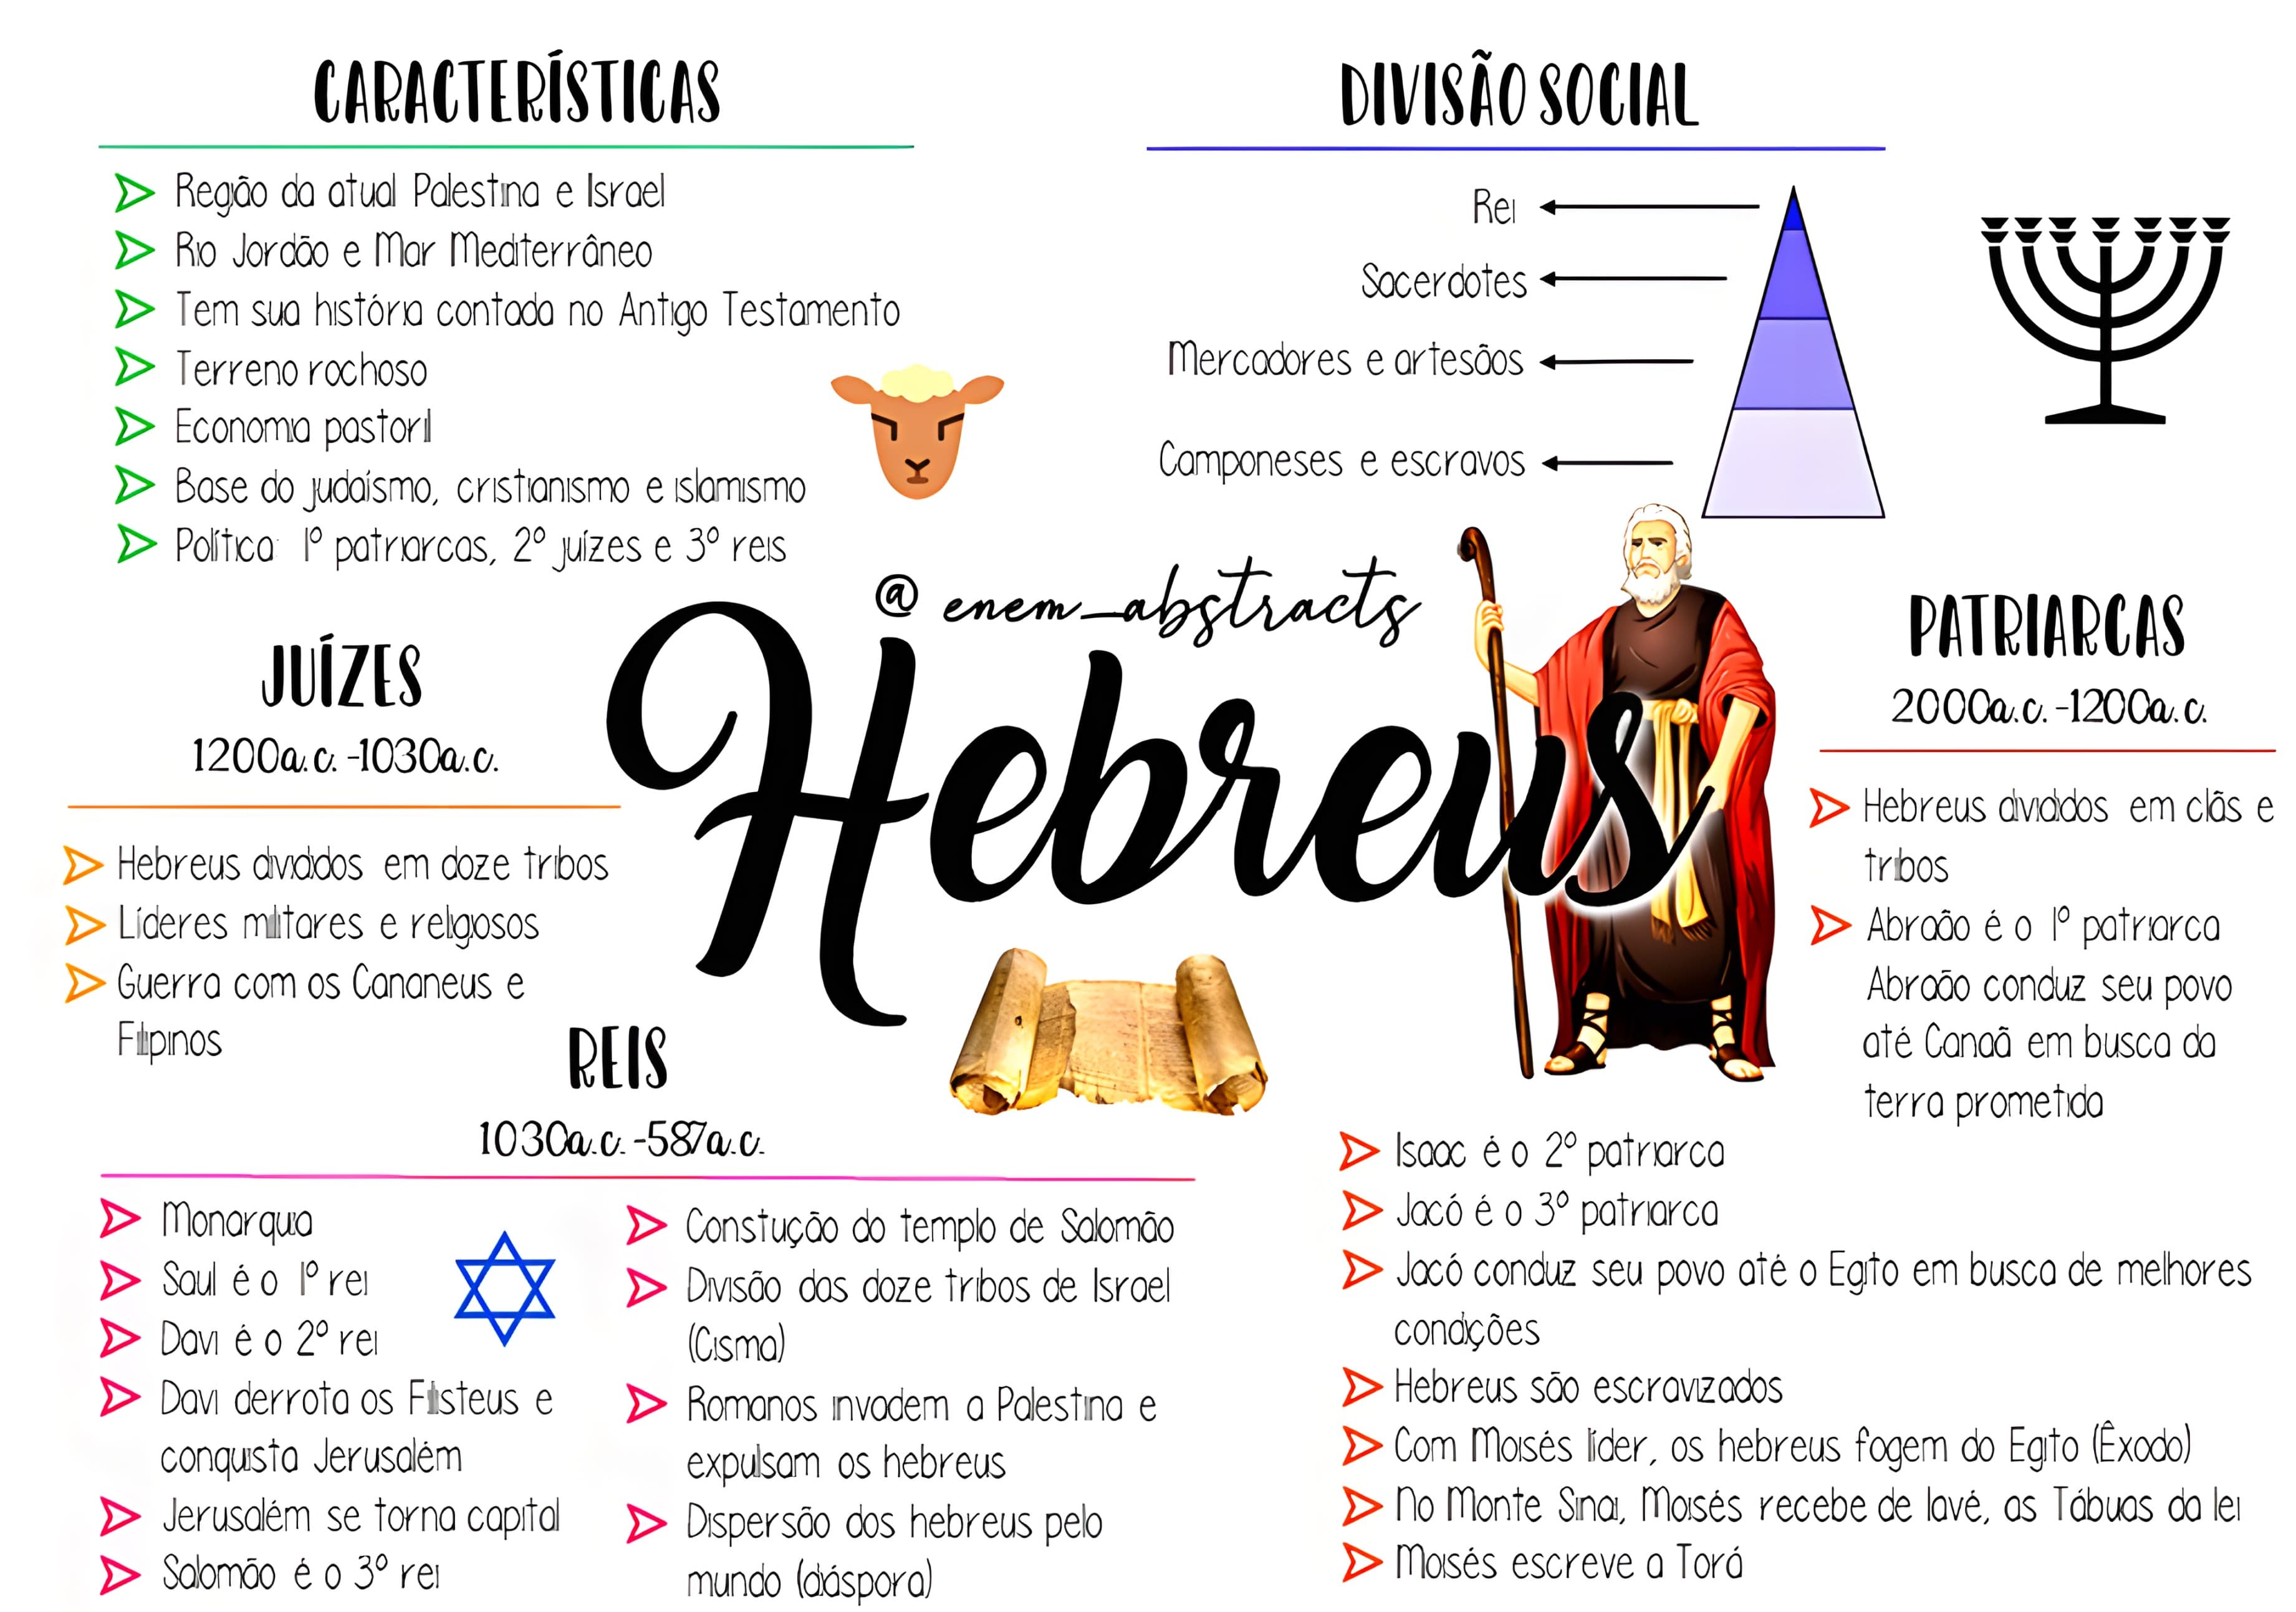 CARACTERÍSTICAS
Região da atual Palestina e Israel
Rio Jordão e Mar Mediterrâneo
Tem sua história contada no Antigo Testamento
Terreno rochoso
Economia pastoril
Base do judaísmo, cristianismo e islamismo
Política: 1º patriarcas, 2º juízes e 3º reis
DIVISÃO SOCIAL
Rei
Sacerdotes
Mercadores e artesãos
Camponeses e escravos
@enem_abstracts
Hebreus
JUÍZES
1200a.c.-1030a.c.
Hebreus divididos em doze tribos
Líderes militares e religiosos
Guerra com os Cananeus e
Filipinos
REIS
1030a.c.-587a.c.
Monarquia
Saul é o 1º rei
Davi é o 2º rei
Davi derrota os Filisteus e
conquista Jerusalém
Jerusalém se torna capital
Salomão é o 3º rei
Constução do templo de Salomão
Divisão das doze tribos de Israel
(Cisma)
Romanos invadem a Palestina e
expulsam os hebreus
Dispersão dos hebreus pelo
mundo (diáspora)
PATRIARCAS
2000a.c.-1200a.c.
Hebreus divididos em clãs e
tribos
Abraão é o 1º patriarca
Abraão conduz seu povo
até Canaã em busca da
terra prometida
Isaac é o 2º patriarca
Jacó é o 3º patriarca
Jacó conduz seu povo até o Egito em busca de melhores
condições
Hebreus são escravizados
Com Moisés líder, os hebreus fogem do Egito (Êxodo)
No Monte Sinai, Moisés recebe de Iavé, as Tábuas da lei
Moisés escreve a Torá